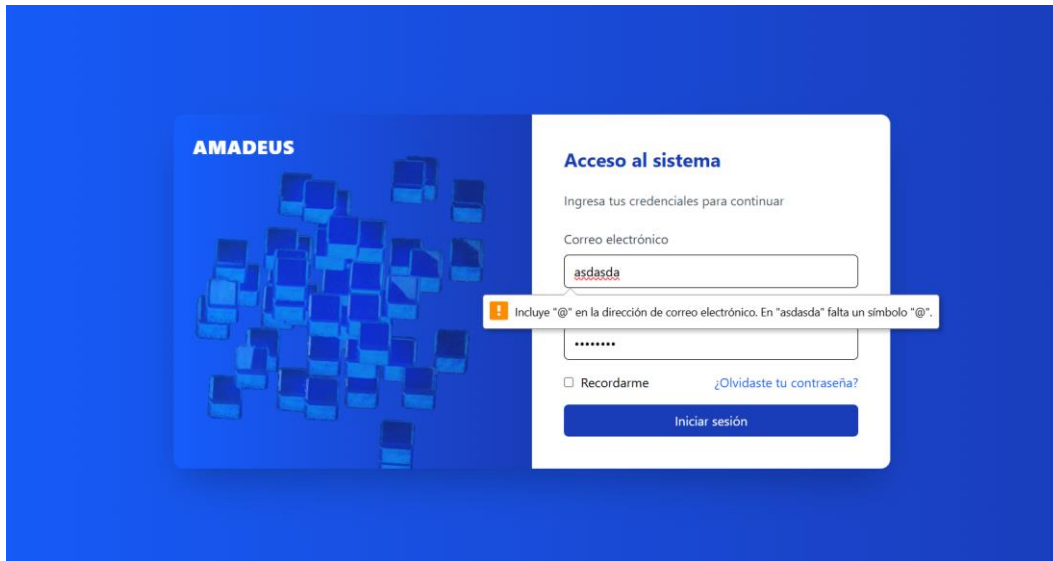 AMADEUS
Acceso al sistema
Ingresa tus credenciales para continuar
Correo electrónico
asdasda
Incluye "@" en la dirección de correo electrónico. En "asdasda" falta un símbolo "@".
••••••••
Recordarme
¿Olvidaste tu contraseña?
Iniciar sesión